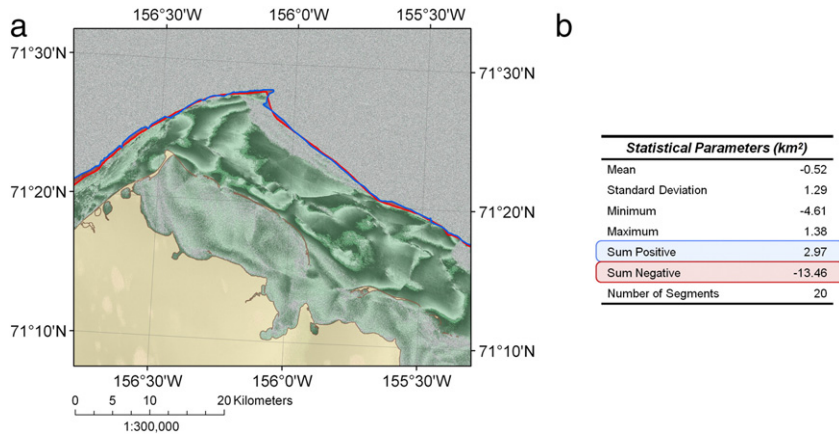 a
156°30'W 156°0'W 155°30'W
71°30'N 71°30'N
71°20'N 71°20'N
71°10'N 71°10'N
156°30'W 156°0'W 155°30'W
0 5 10 20 Kilometers
1:300,000
b
Statistical Parameters (km²)
Mean -0.52
Standard Deviation 1.29
Minimum -4.61
Maximum 1.38
Sum Positive 2.97
Sum Negative -13.46
Number of Segments 20